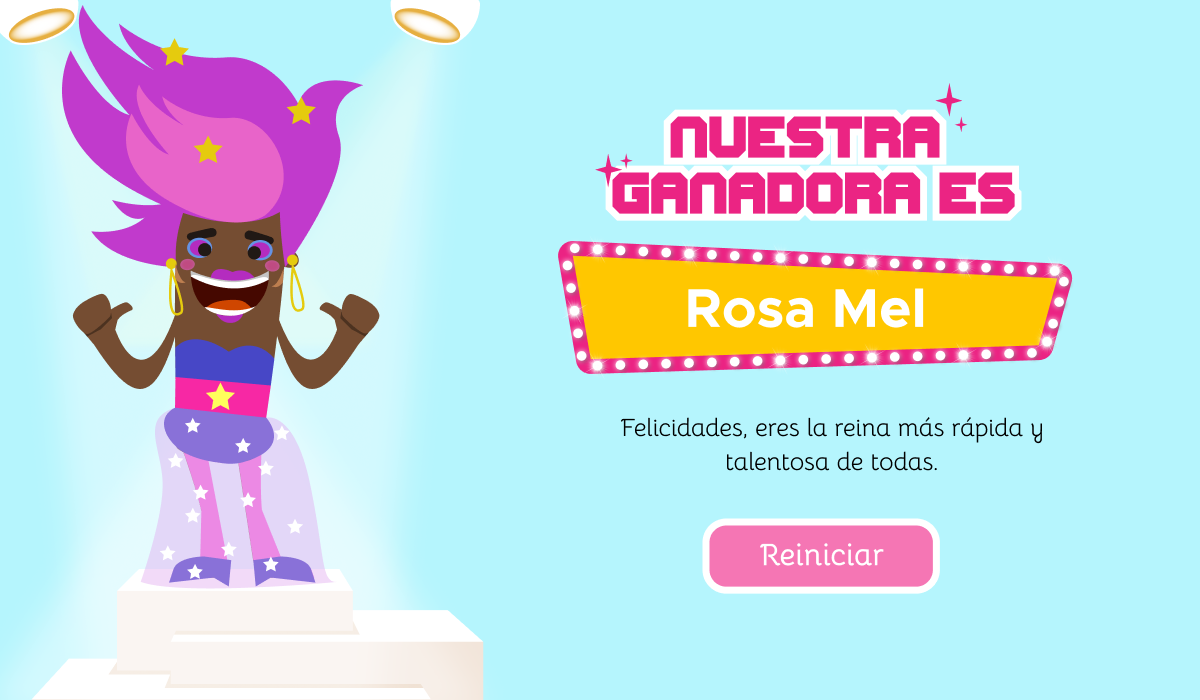 NUESTRA
GANADORA ES
Rosa Mel
Felicidades, eres la reina más rápida y
talentosa de todas.
Reiniciar